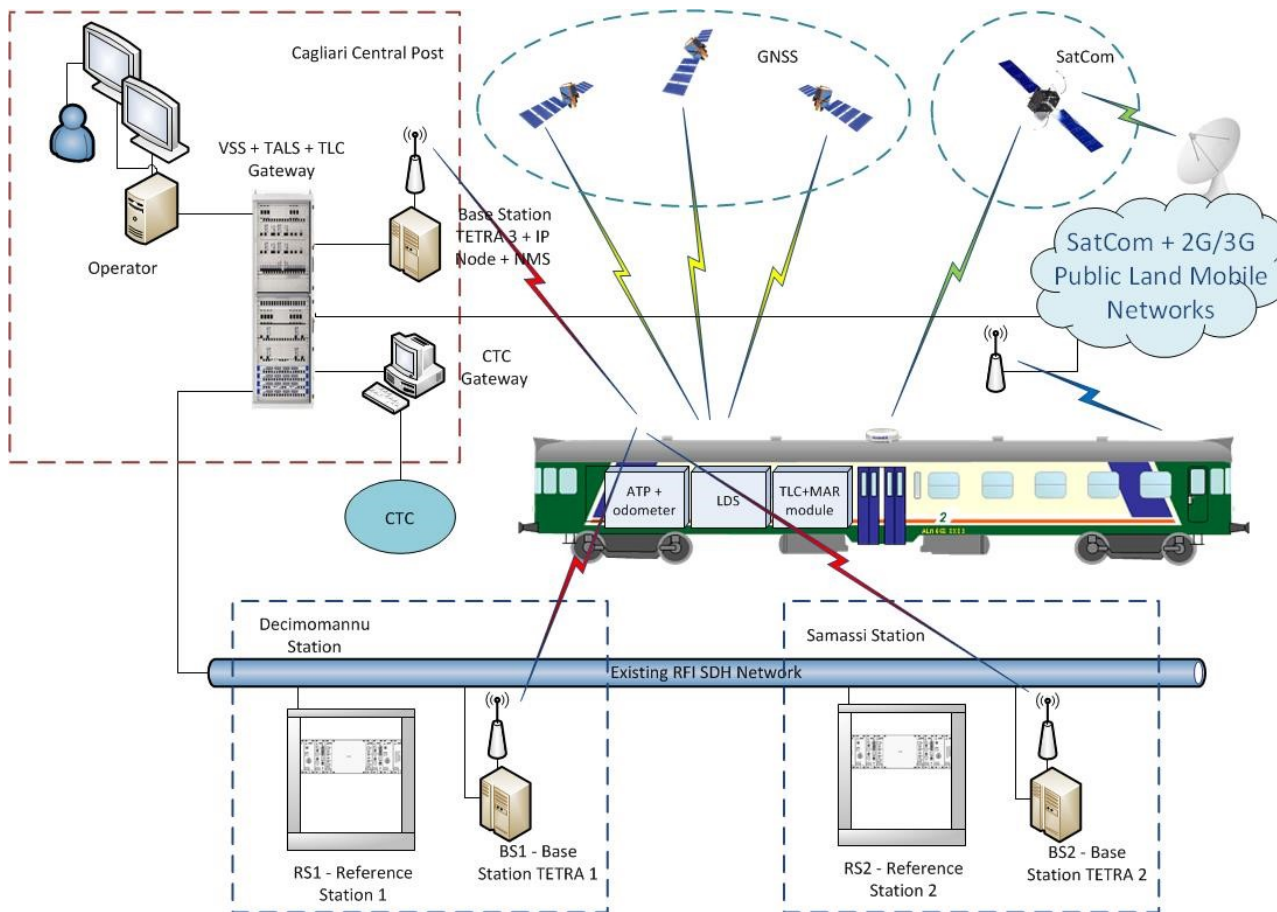 Cagliari Central Post
GNSS
SatCom
VSS + TALS + TLC
Gateway
Base Station
TETRA 3 + IP
Node + NMS
Operator
SatCom + 2G/3G
Public Land Mobile
Networks
CTC
Gateway
CTC
ATP +
odometer
LDS
TLC+MAR
module
2
Decimomannu
Station
Samassi Station
Existing RFI SDH Network
RS1 - Reference
Station 1
BS1 - Base
Station TETRA 1
RS2 - Reference
Station 2
BS2 - Base
Station TETRA 2